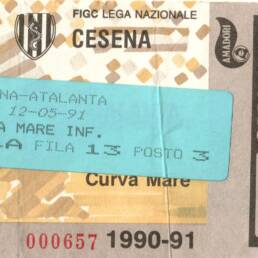 FIGC LEGA NAZIONALE
CESENA
AMADORI
NA-ATALANTA
12-05-91
A MARE INF.
LA FILA 13 POSTO 3
Curva Mare
000657 1990-91